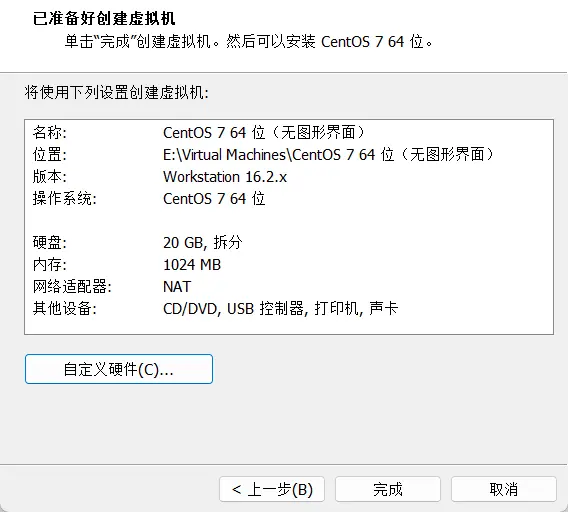 已准备好创建虚拟机
单击“完成”创建虚拟机。然后可以安装 CentOS 7 64 位。
将使用下列设置创建虚拟机:
名称: CentOS 7 64 位（无图形界面）
位置: E:\Virtual Machines\CentOS 7 64 位（无图形界面）
版本: Workstation 16.2.x
操作系统: CentOS 7 64 位
硬盘: 20 GB, 拆分
内存: 1024 MB
网络适配器: NAT
其他设备: CD/DVD, USB 控制器, 打印机, 声卡
自定义硬件(C)...
< 上一步(B) 完成 取消